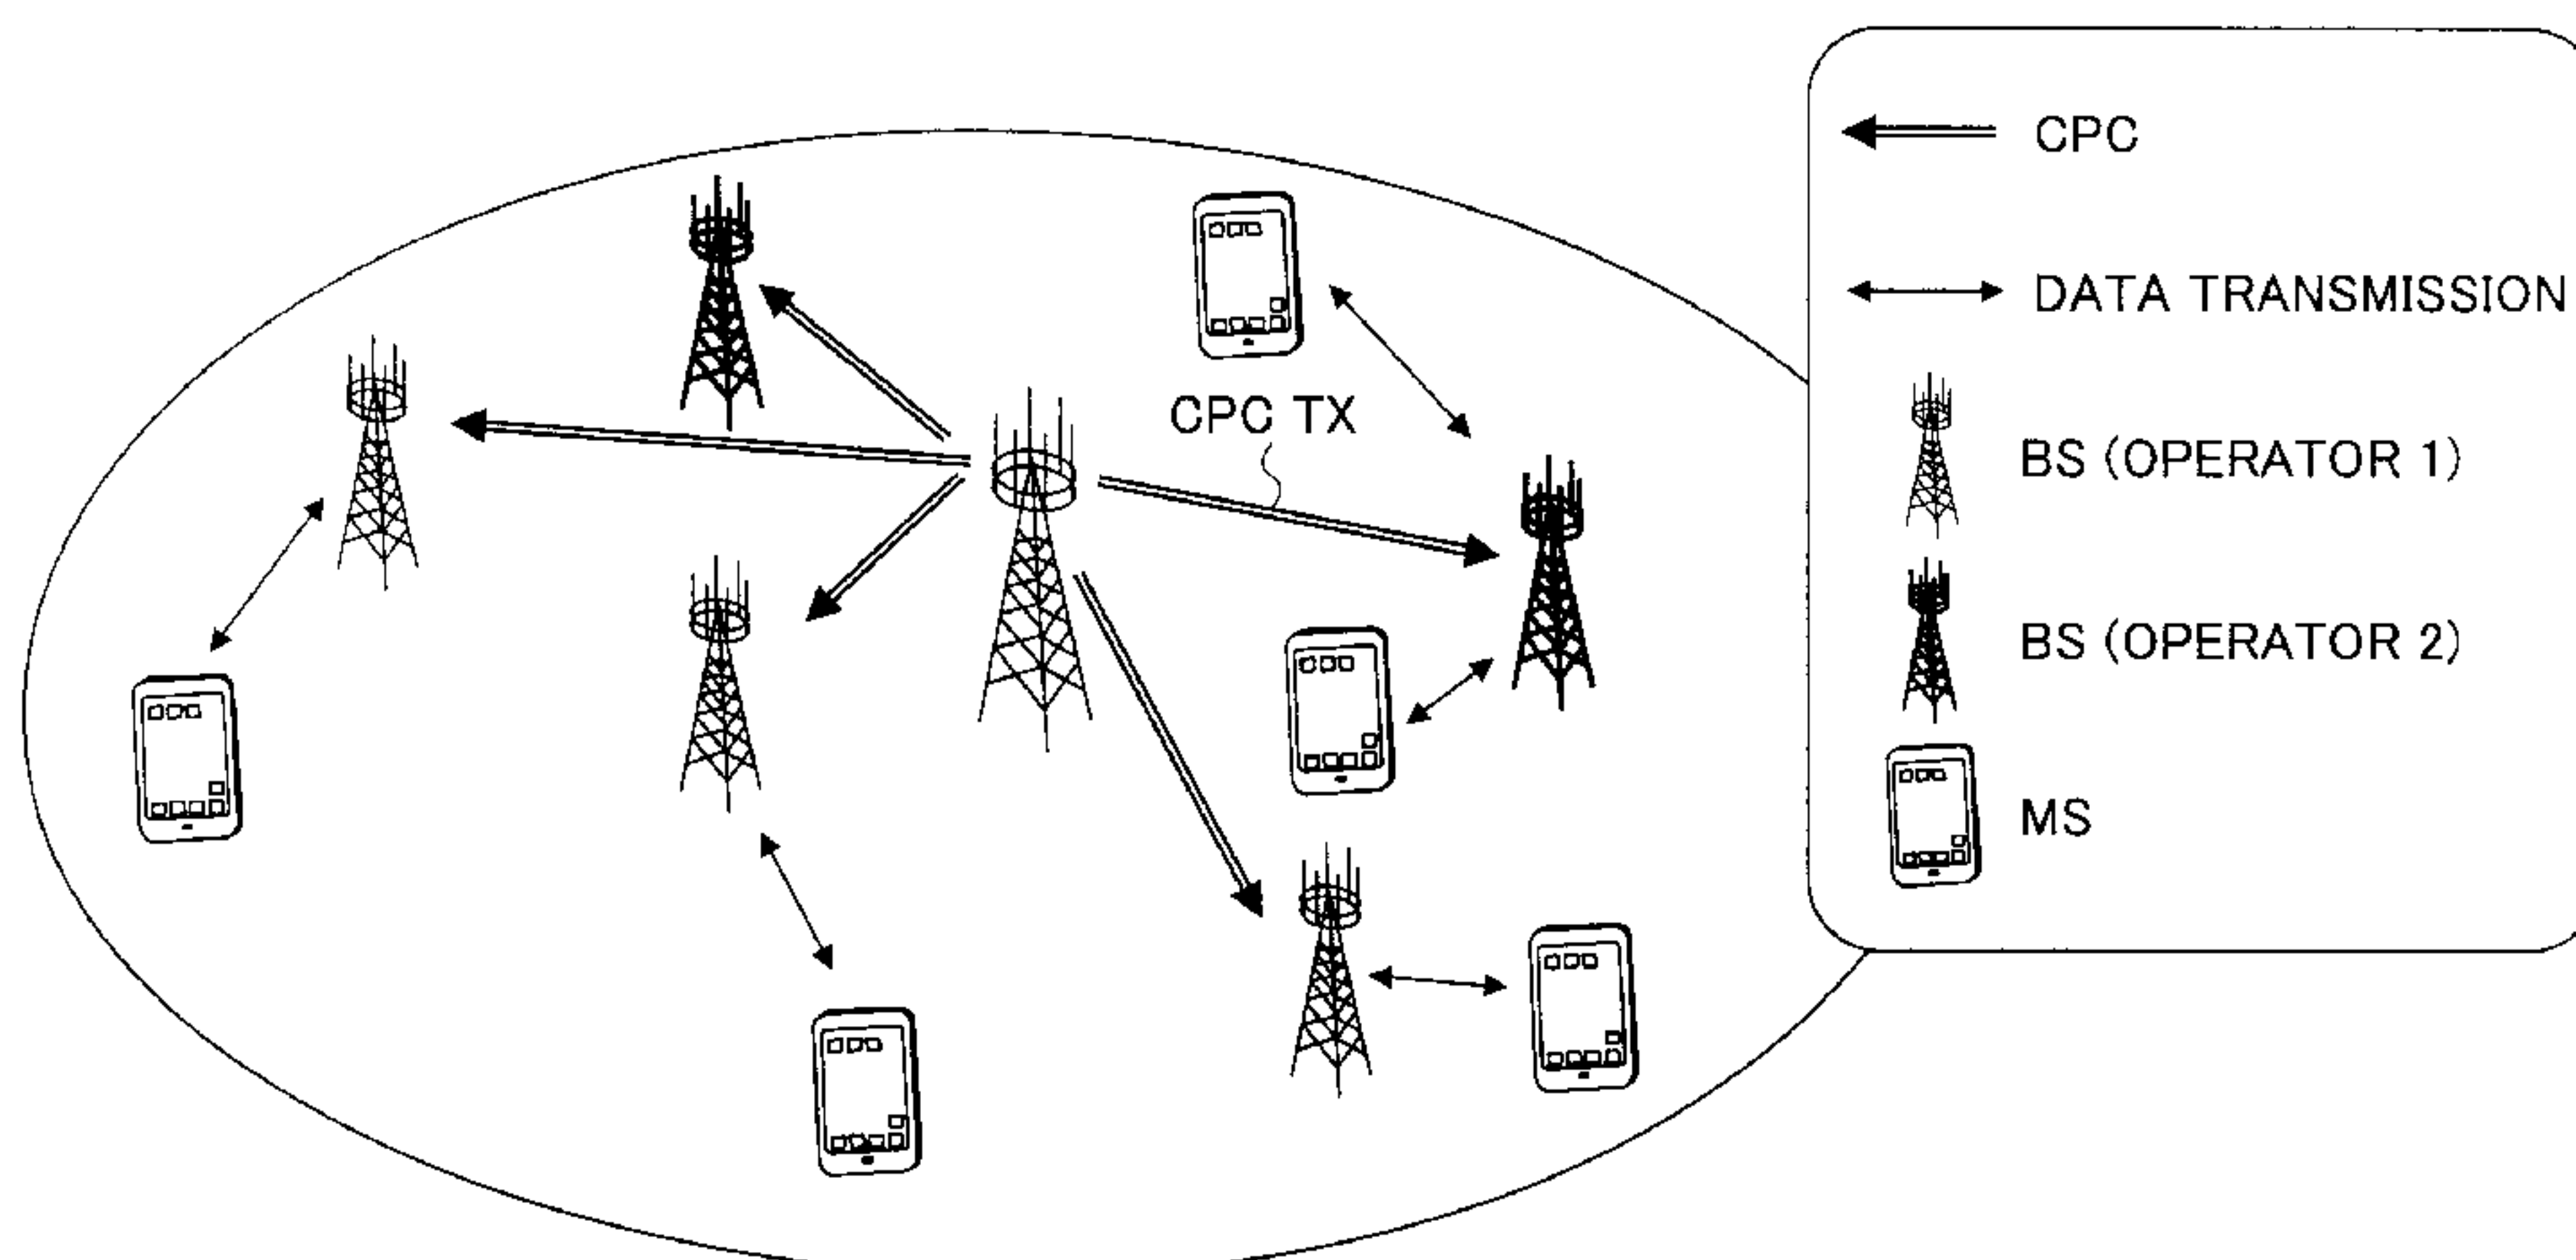 CPC TX
CPC
DATA TRANSMISSION
BS (OPERATOR 1)
BS (OPERATOR 2)
MS